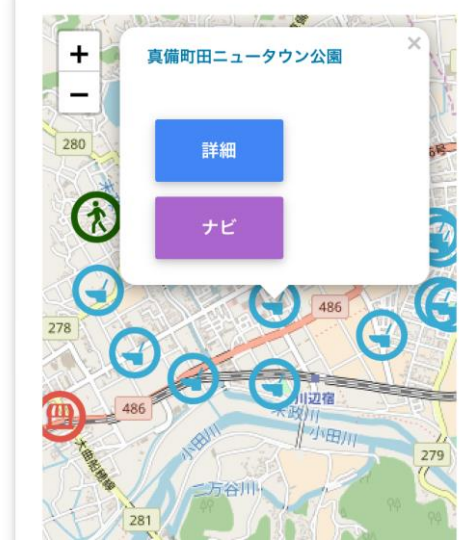 +
−
真備町田ニュータウン公園
×
詳細
ナビ
280
486
278
486
川辺宿
末政川
小田川
小田川
279
二万谷川
281